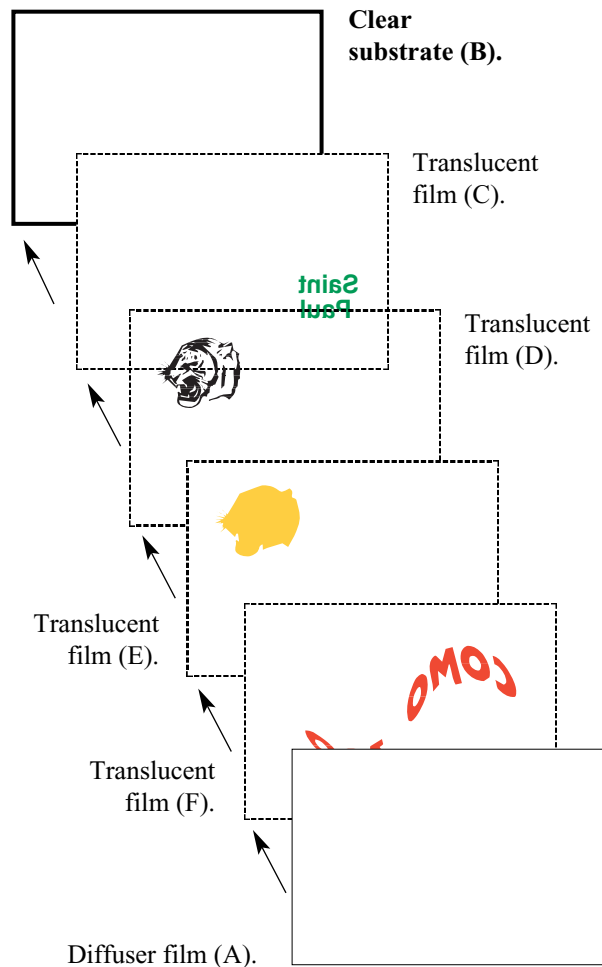 Clear
substrate (B).
Translucent
film (C).
Saint
Paul
Translucent
film (D).
Translucent
film (E).
COMO
Translucent
film (F).
Diffuser film (A).